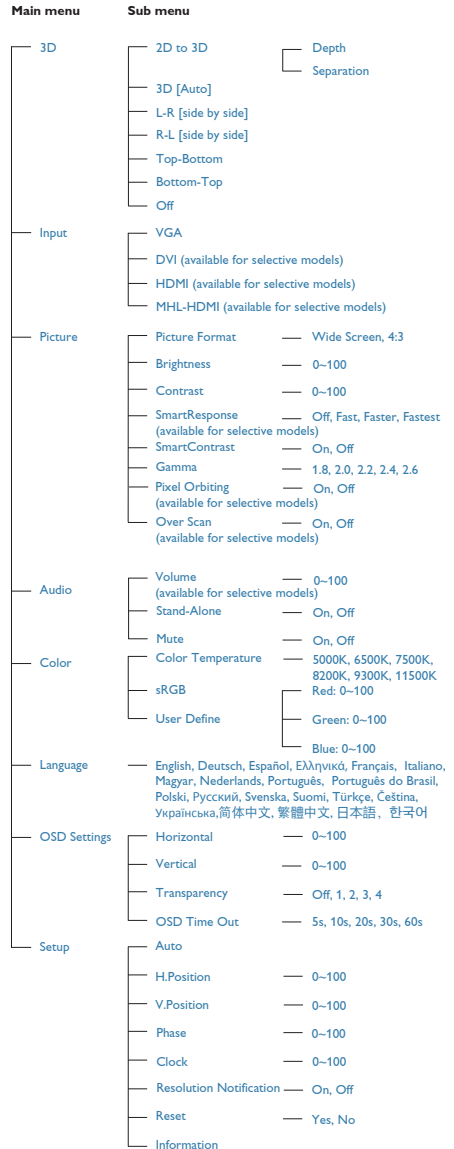 Main menu Sub menu
3D 2D to 3D Depth
Separation
3D [Auto]
L-R [side by side]
R-L [side by side]
Top-Bottom
Bottom-Top
Off
Input VGA
DVI (available for selective models)
HDMI (available for selective models)
MHL-HDMI (available for selective models)
Picture Picture Format Wide Screen, 4:3
Brightness 0~100
Contrast 0~100
SmartResponse Off, Fast, Faster, Fastest
(available for selective models)
SmartContrast On, Off
Gamma 1.8, 2.0, 2.2, 2.4, 2.6
Pixel Orbiting On, Off
(available for selective models)
Over Scan On, Off
(available for selective models)
Audio Volume 0~100
(available for selective models)
Stand-Alone On, Off
Mute On, Off
Color Color Temperature 5000K, 6500K, 7500K,
8200K, 9300K, 11500K
sRGB Red: 0~100
User Define Green: 0~100
Blue: 0~100
Language English, Deutsch, Español, Ελληνικά, Français, Italiano,
Magyar, Nederlands, Português, Português do Brasil,
Polski, Русский, Svenska, Suomi, Türkçe, Čeština,
Українська,简体中文, 繁體中文, 日本語, 한국어
OSD Settings Horizontal 0~100
Vertical 0~100
Transparency Off, 1, 2, 3, 4
OSD Time Out 5s, 10s, 20s, 30s, 60s
Setup Auto
H.Position 0~100
V.Position 0~100
Phase 0~100
Clock 0~100
Resolution Notification On, Off
Reset Yes, No
Information